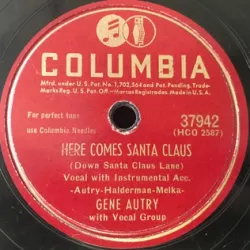 COLUMBIA
Mfrd. under U.S. Pat. No. 1,702,564 and Pat. Pending. Trade-
Marks Reg. U.S. Pat. Off. - Marcas Registradas. Made in U.S.A.
For perfect tone
use Columbia Needles
37942
(HCO 2587)
HERE COMES SANTA CLAUS
(Down Santa Claus Lane)
Vocal with Instrumental Acc.
-Autry-Halderman-Melka-
GENE AUTRY
with Vocal Group